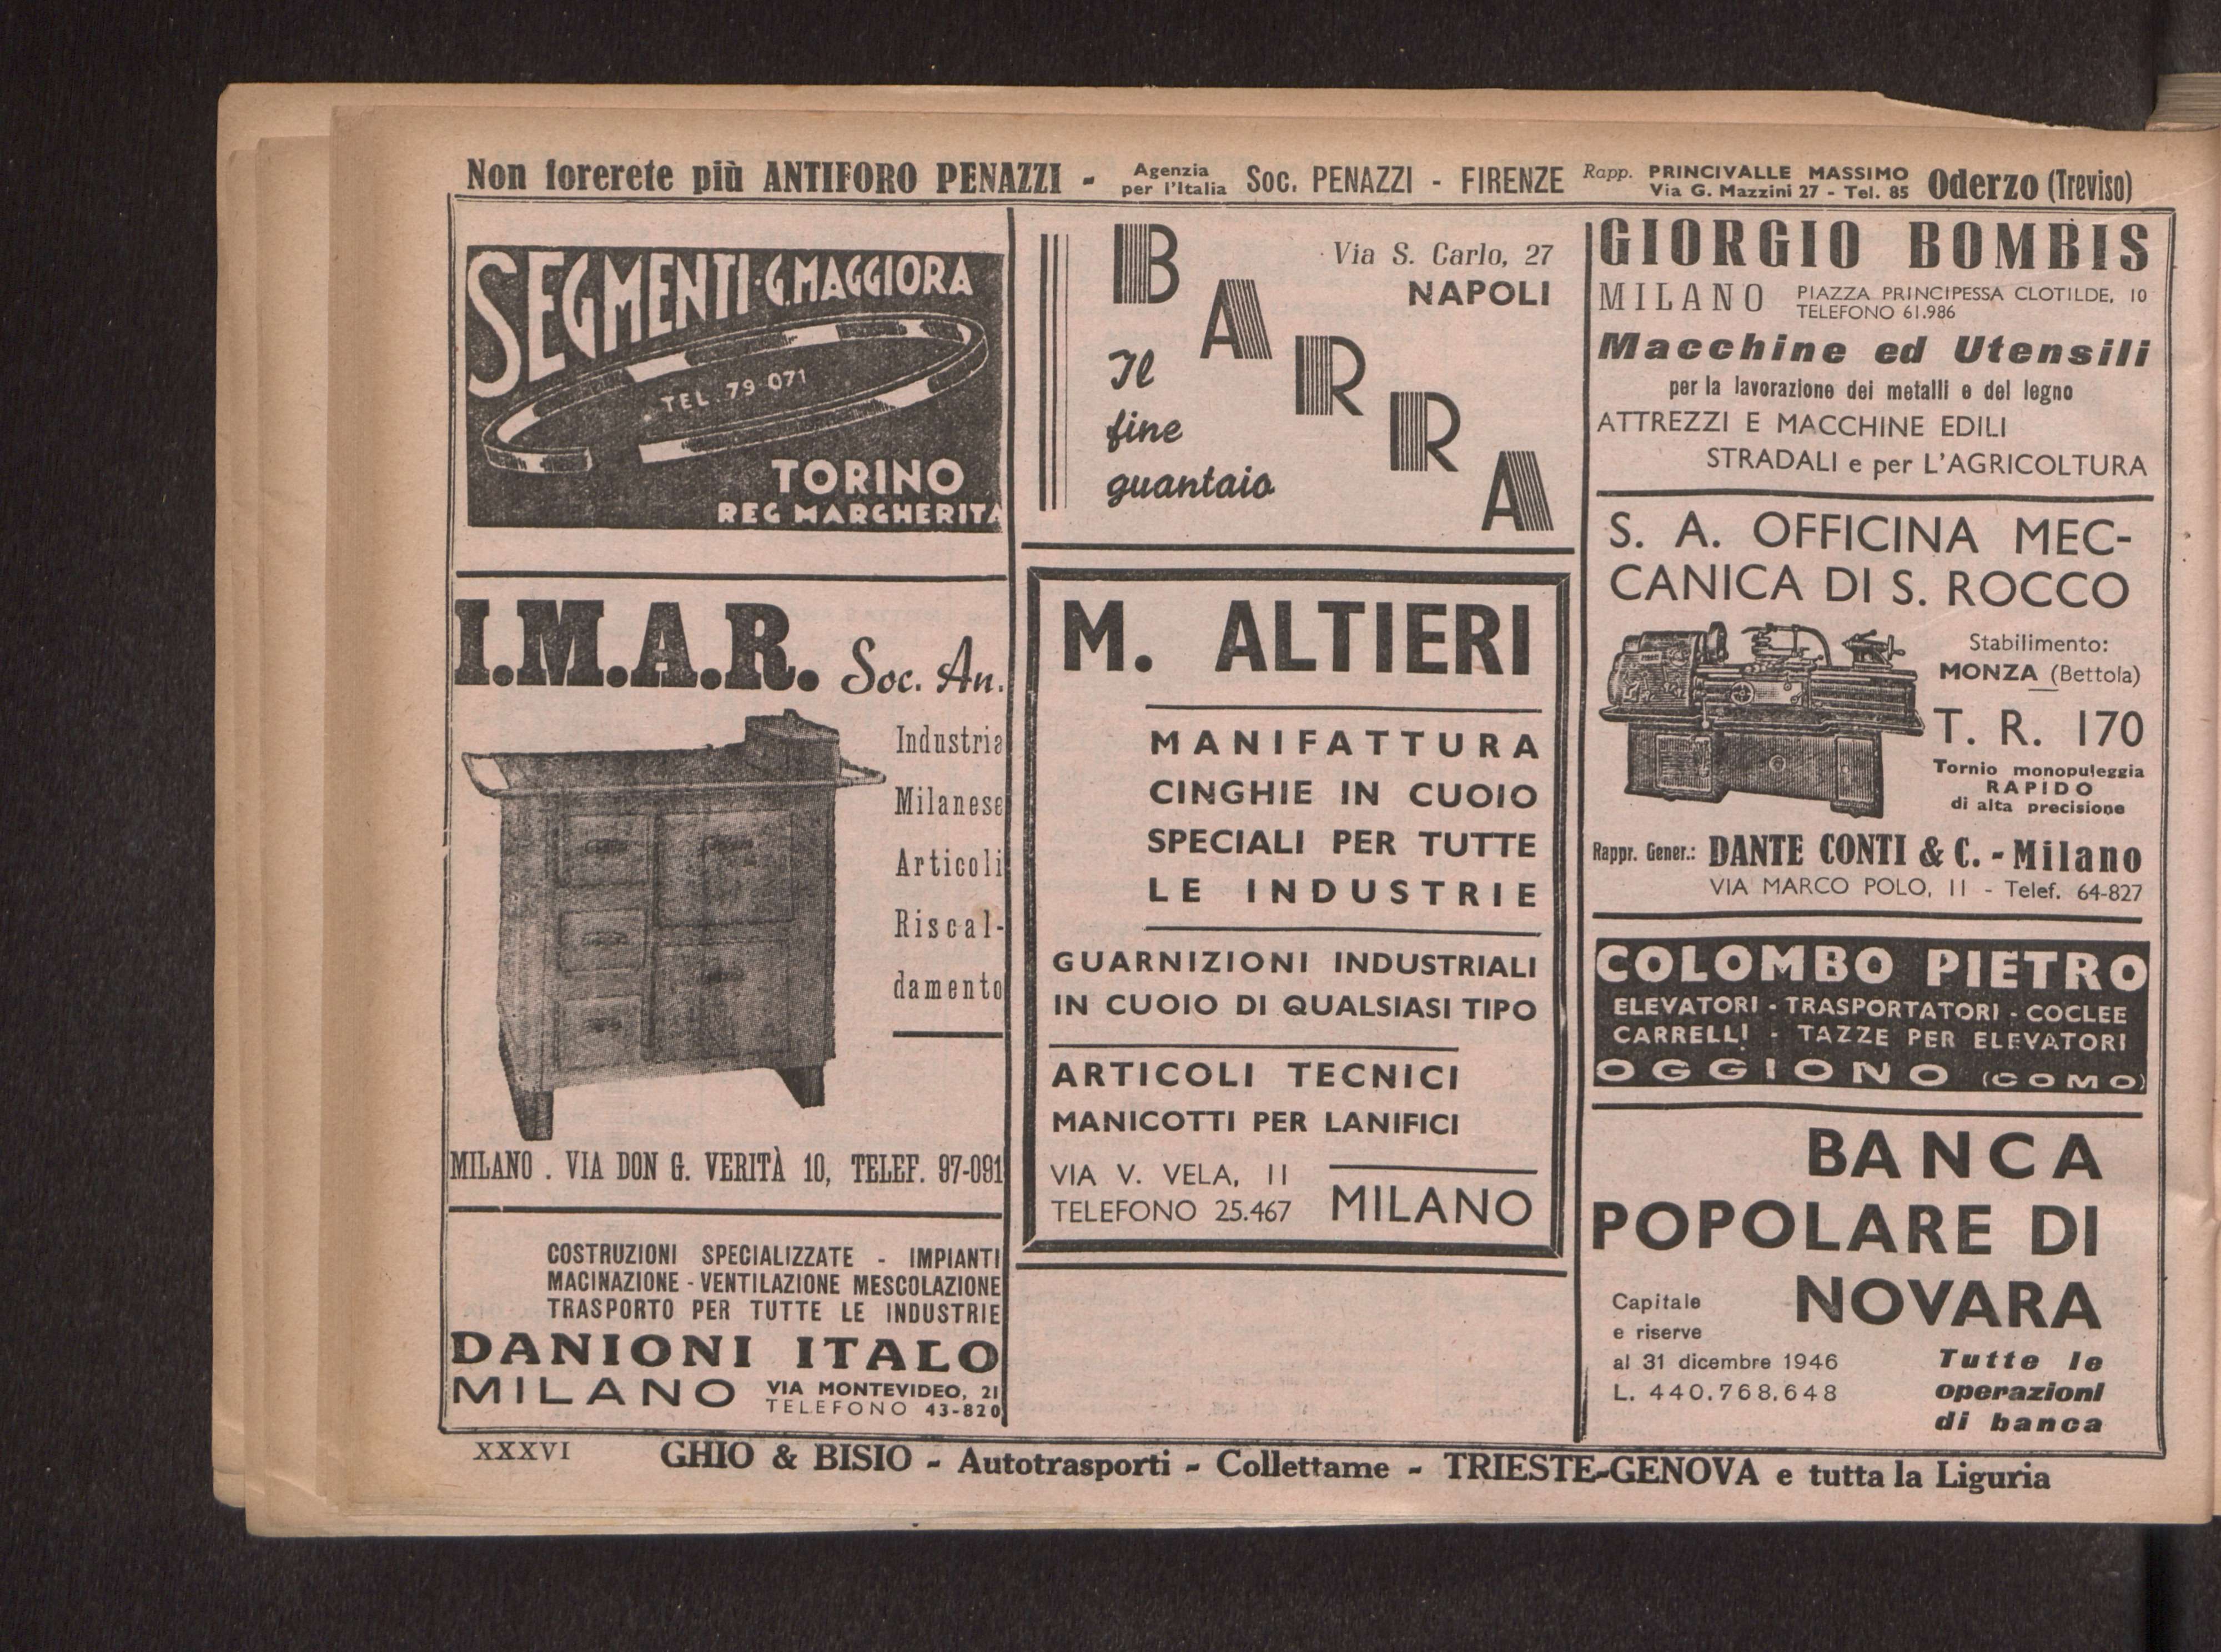 Non forerete più ANTIFORO PENAZZI - Agenzia per l'Italia Soc. PENAZZI - FIRENZE Rapp. PRINCIVALLE MASSIMO Via G. Mazzini 27 - Tel. 85 Oderzo (Treviso)
SEGMENTI·G.MAGGIORA
TEL. 79·071
TORINO
REG MARGHERITA
I.M.A.R. Soc. An.
Industria
Milanese
Articoli
Riscal-
damento
MILANO . VIA DON G. VERITÀ 10, TELEF. 97-091
COSTRUZIONI SPECIALIZZATE - IMPIANTI
MACINAZIONE - VENTILAZIONE MESCOLAZIONE
TRASPORTO PER TUTTE LE INDUSTRIE
DANIONI ITALO
MILANO VIA MONTEVIDEO, 21
TELEFONO 43-820
BARRA
Via S. Carlo, 27
NAPOLI
Il
fine
guantaio
M. ALTIERI
MANIFATTURA
CINGHIE IN CUOIO
SPECIALI PER TUTTE
LE INDUSTRIE
GUARNIZIONI INDUSTRIALI
IN CUOIO DI QUALSIASI TIPO
ARTICOLI TECNICI
MANICOTTI PER LANIFICI
VIA V. VELA, 11
TELEFONO 25.467 MILANO
GIORGIO BOMBIS
MILANO PIAZZA PRINCIPESSA CLOTILDE, 10
TELEFONO 61.986
Macchine ed Utensili
per la lavorazione dei metalli e del legno
ATTREZZI E MACCHINE EDILI
STRADALI e per L'AGRICOLTURA
S. A. OFFICINA MEC-
CANICA DI S. ROCCO
Stabilimento:
MONZA (Bettola)
T. R. 170
Tornio monopuleggia
RAPIDO
di alta precisione
Rappr. Gener.: DANTE CONTI & C. - Milano
VIA MARCO POLO, 11 - Telef. 64-827
COLOMBO PIETRO
ELEVATORI - TRASPORTATORI - COCLEE
CARRELLI - TAZZE PER ELEVATORI
OGGIONO (COMO)
BANCA
POPOLARE DI
NOVARA
Capitale
e riserve
al 31 dicembre 1946
L. 440.768.648
Tutte le
operazioni
di banca
XXXVI GHIO & BISIO - Autotrasporti - Collettame - TRIESTE-GENOVA e tutta la Liguria